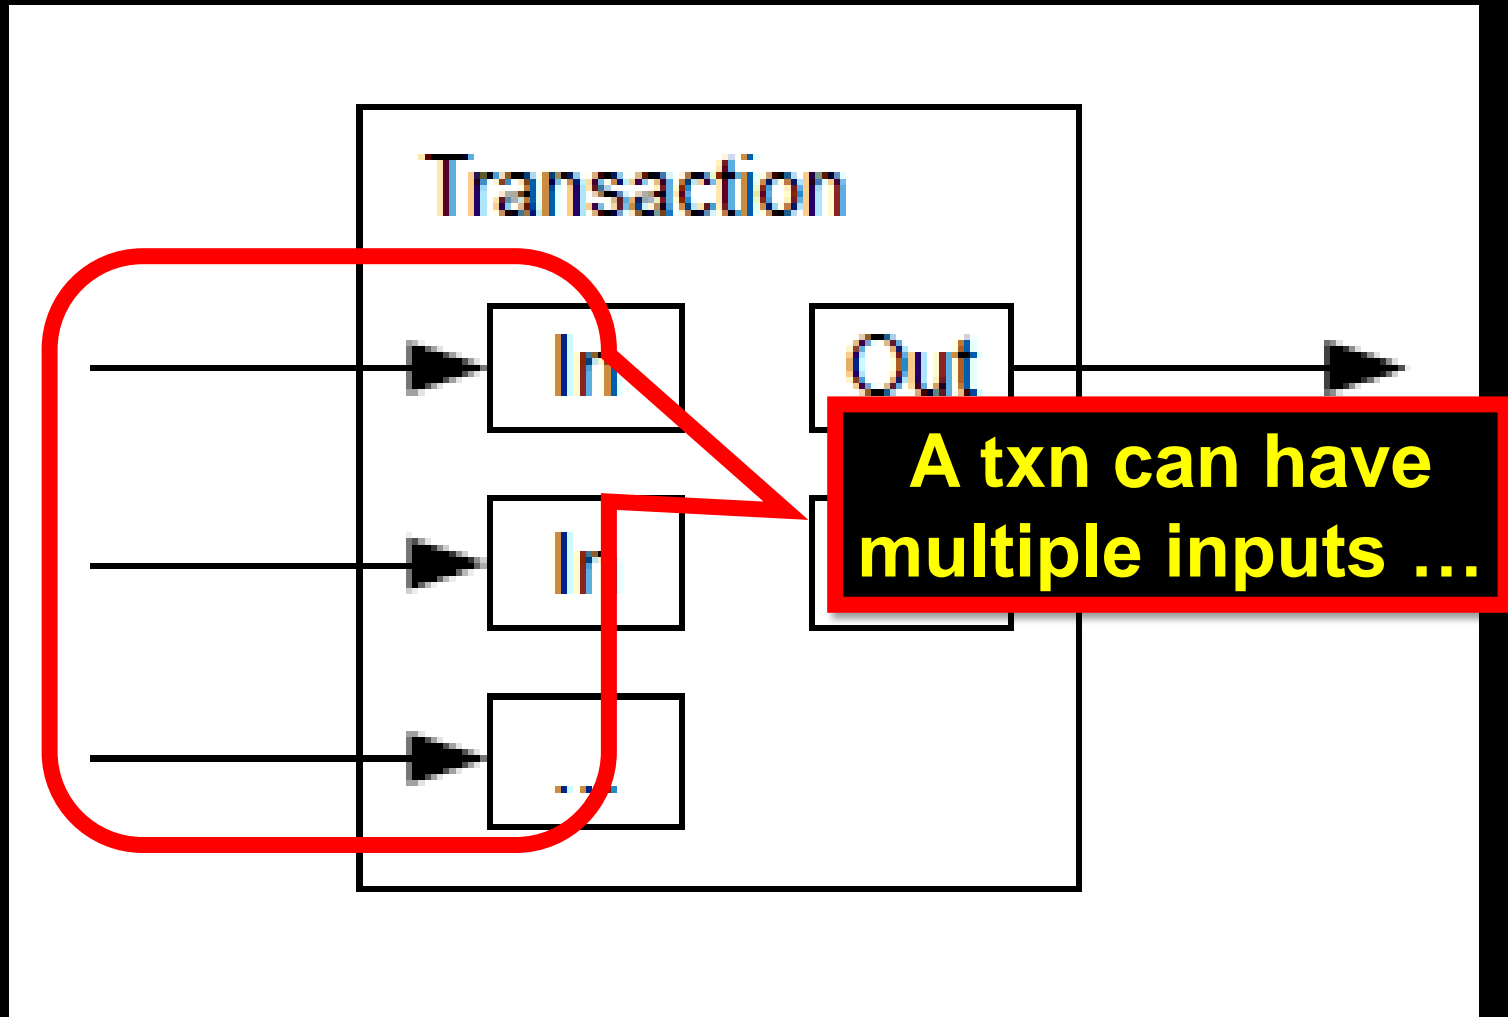 Transaction
In
Out
A txn can have
multiple inputs …
In
...